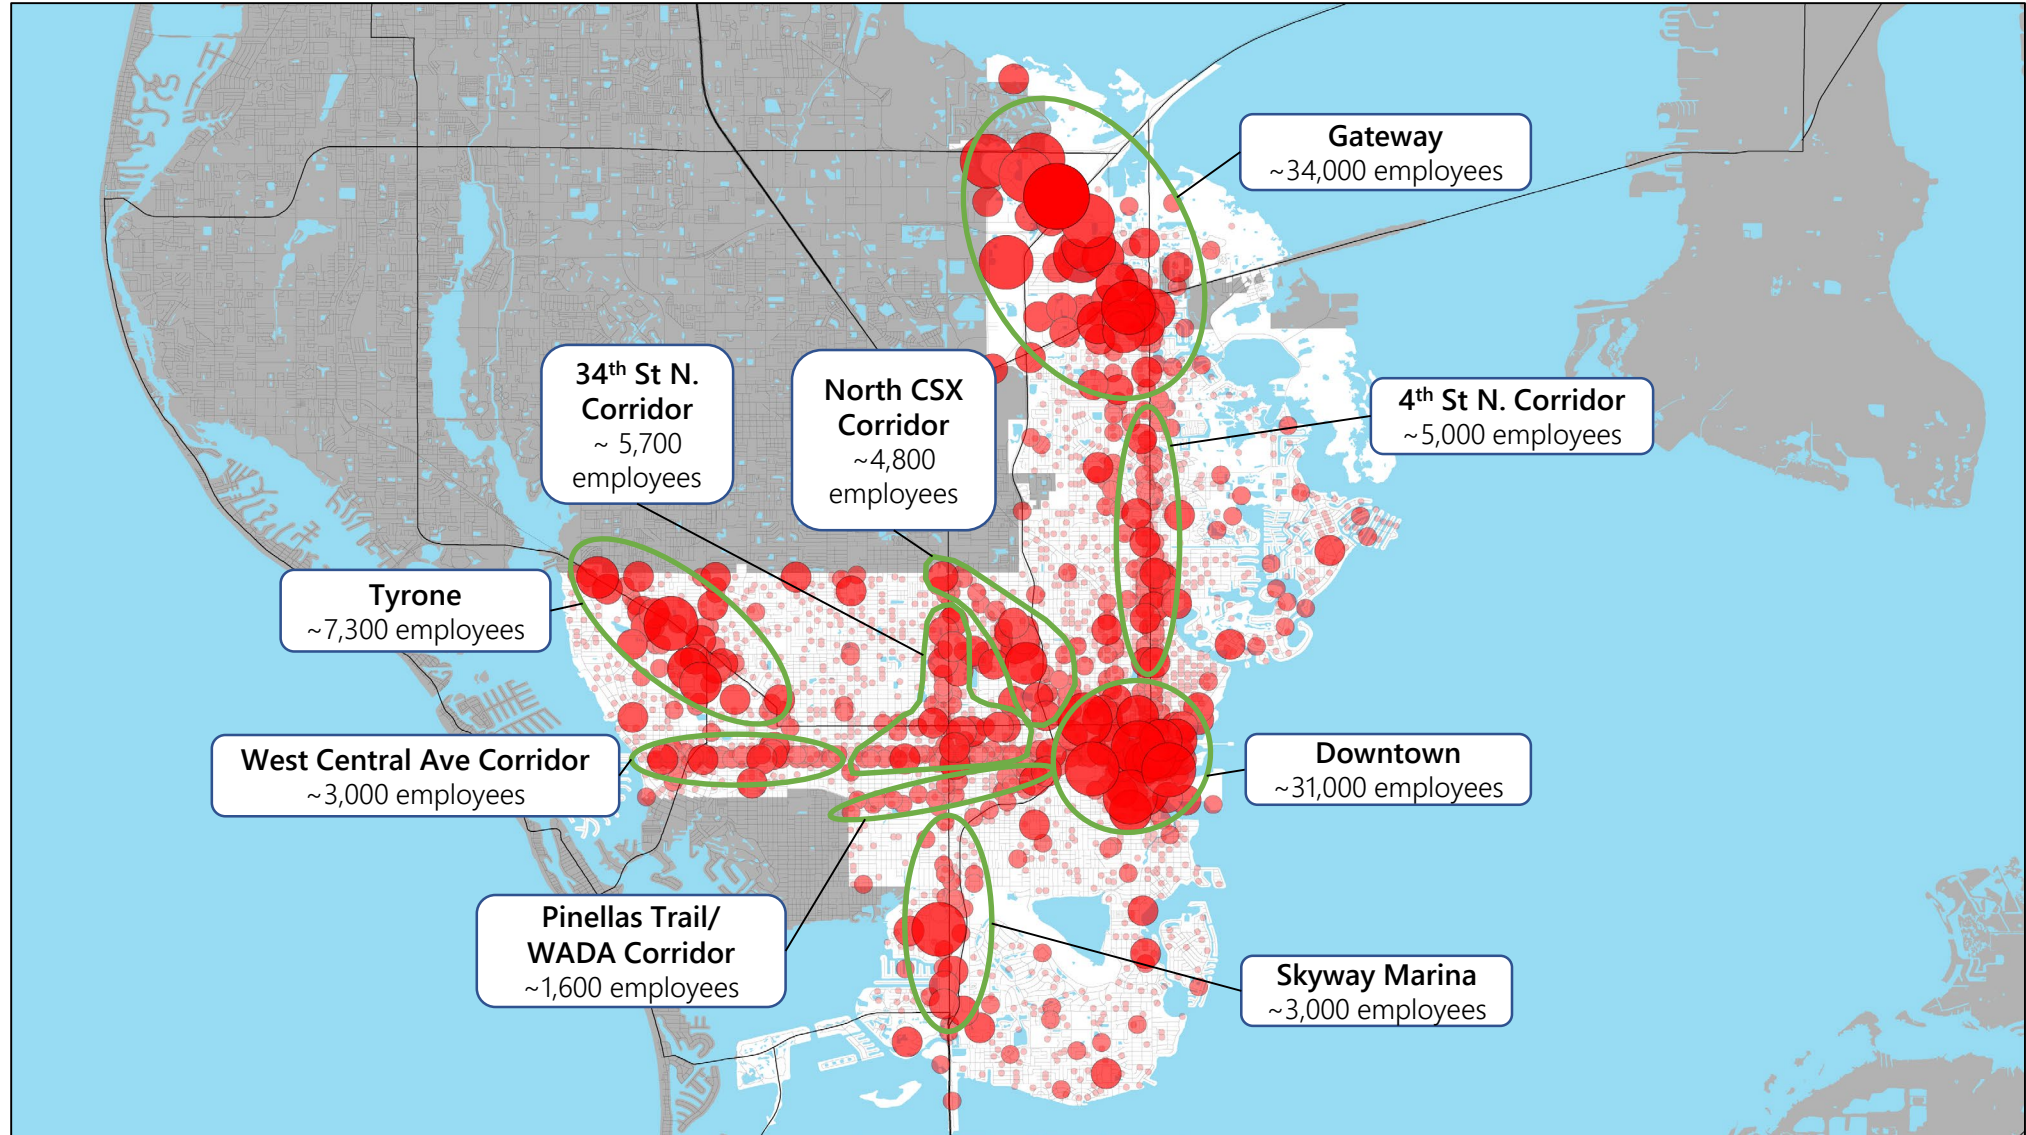 Gateway
~34,000 employees
34th St N.
Corridor
~ 5,700
employees
North CSX
Corridor
~4,800
employees
4th St N. Corridor
~5,000 employees
Tyrone
~7,300 employees
West Central Ave Corridor
~3,000 employees
Downtown
~31,000 employees
Pinellas Trail/
WADA Corridor
~1,600 employees
Skyway Marina
~3,000 employees